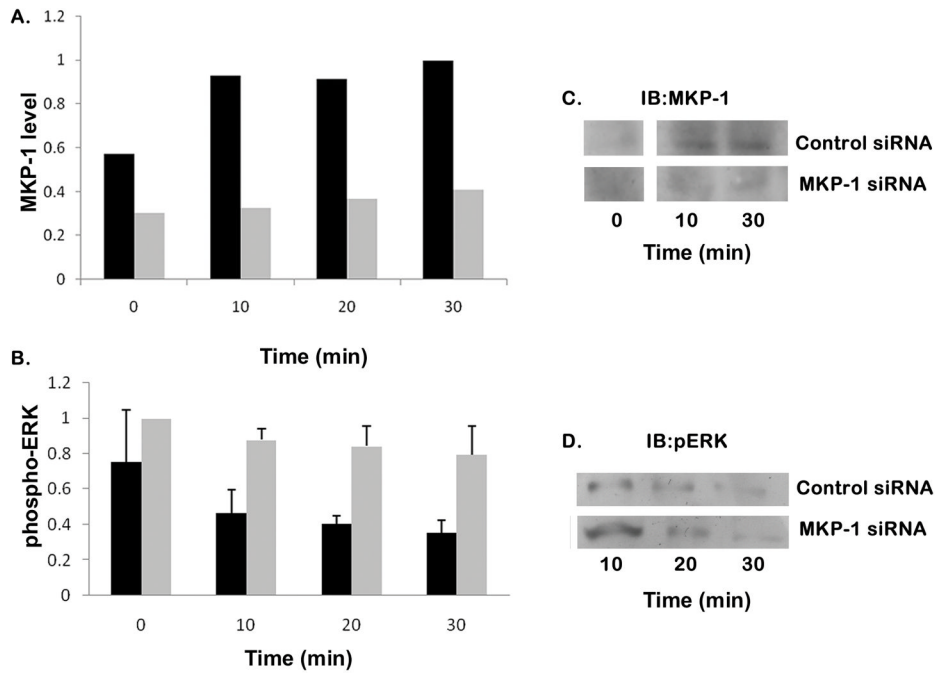 A.
1.2
1
0.8
0.6
0.4
0.2
0
MKP-1 level
0 10 20 30
Time (min)
B.
1.2
1
0.8
0.6
0.4
0.2
0
phospho-ERK
0 10 20 30
Time (min)
C. IB:MKP-1
Control siRNA
MKP-1 siRNA
0 10 30
Time (min)
D. IB:pERK
Control siRNA
MKP-1 siRNA
10 20 30
Time (min)